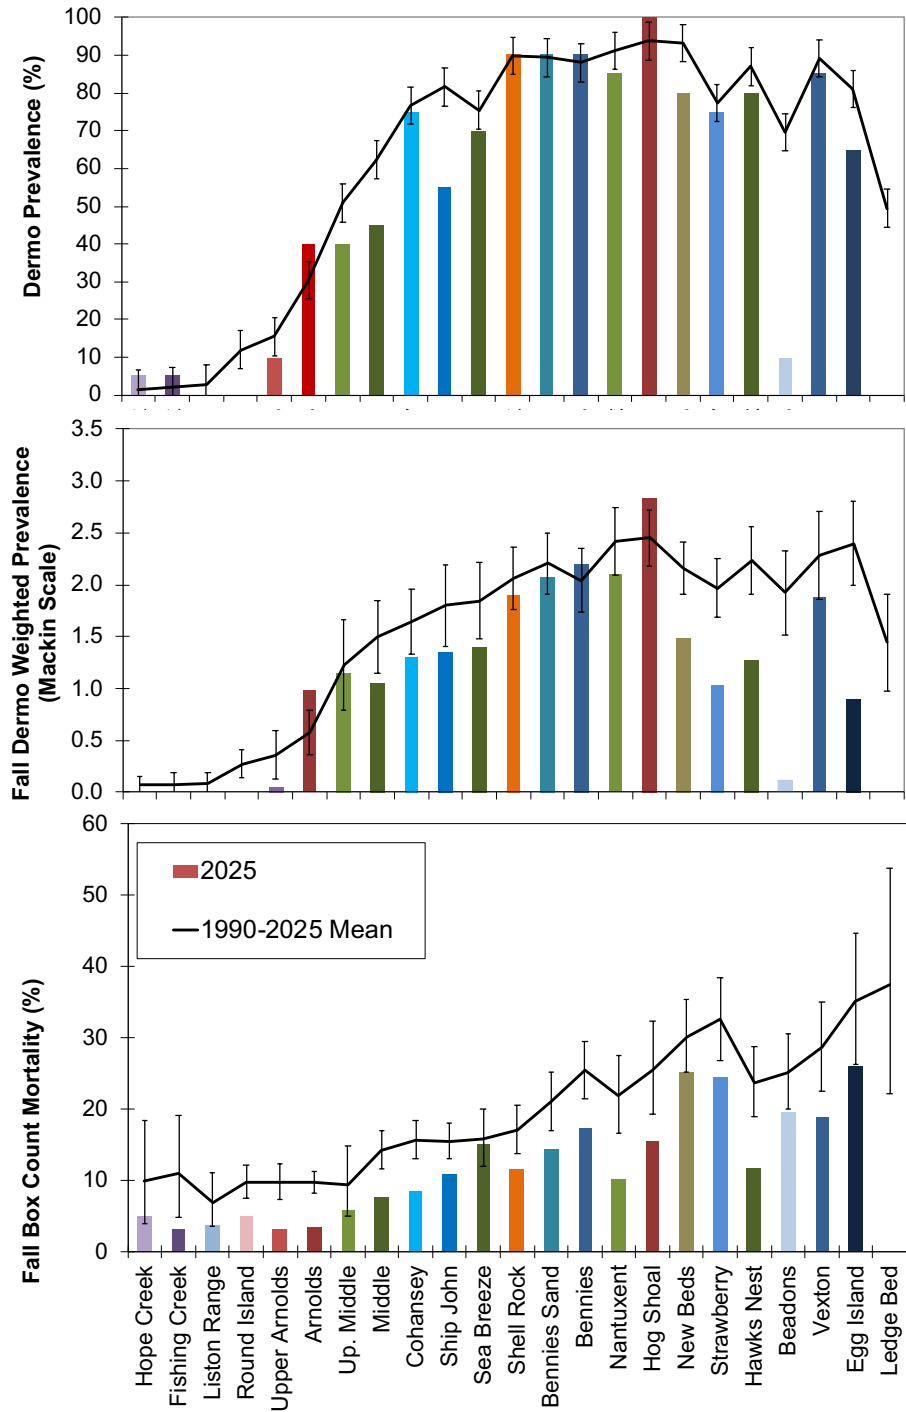 Dermo Prevalence (%)
100
90
80
70
60
50
40
30
20
10
0
Fall Dermo Weighted Prevalence
(Mackin Scale)
3.5
3.0
2.5
2.0
1.5
1.0
0.5
0.0
Fall Box Count Mortality (%)
60
50
40
30
20
10
0
2025
1990-2025 Mean
Hope Creek
Fishing Creek
Liston Range
Round Island
Upper Arnolds
Arnolds
Up. Middle
Middle
Cohansey
Ship John
Sea Breeze
Shell Rock
Bennies Sand
Bennies
Nantuxent
Hog Shoal
New Beds
Strawberry
Hawks Nest
Beadons
Vexton
Egg Island
Ledge Bed